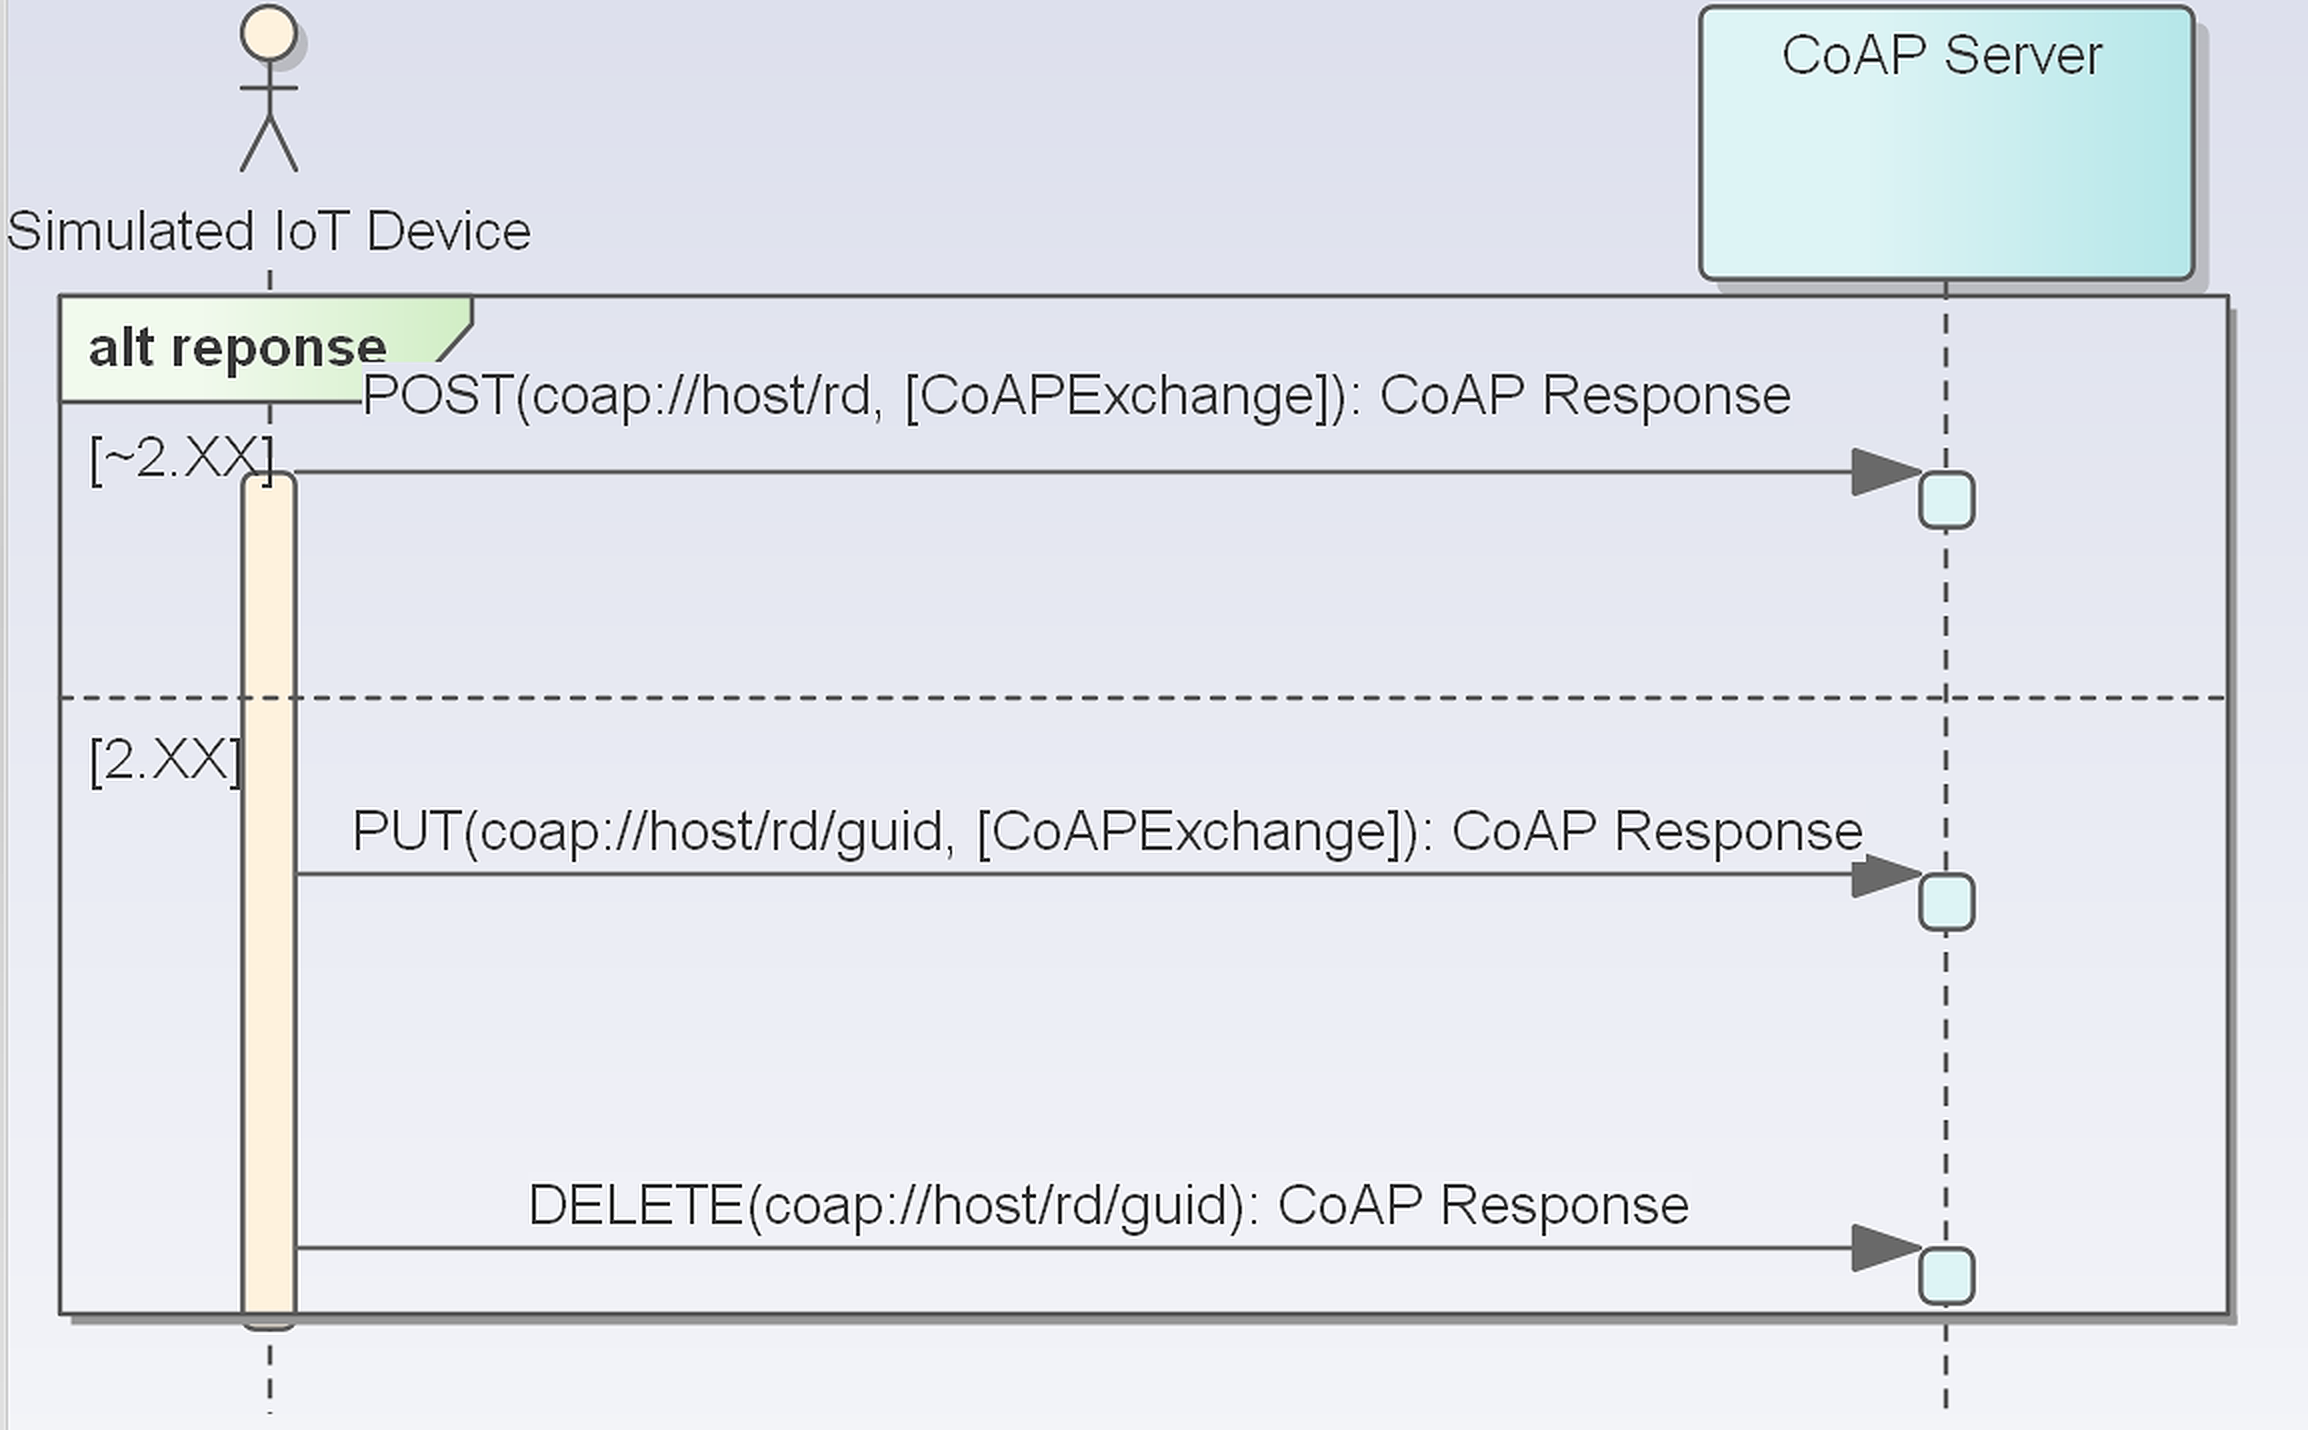 CoAP Server
Simulated IoT Device
alt reponse
POST(coap://host/rd, [CoAPExchange]): CoAP Response
[~2.XX]
[2.XX]
PUT(coap://host/rd/guid, [CoAPExchange]): CoAP Response
DELETE(coap://host/rd/guid): CoAP Response